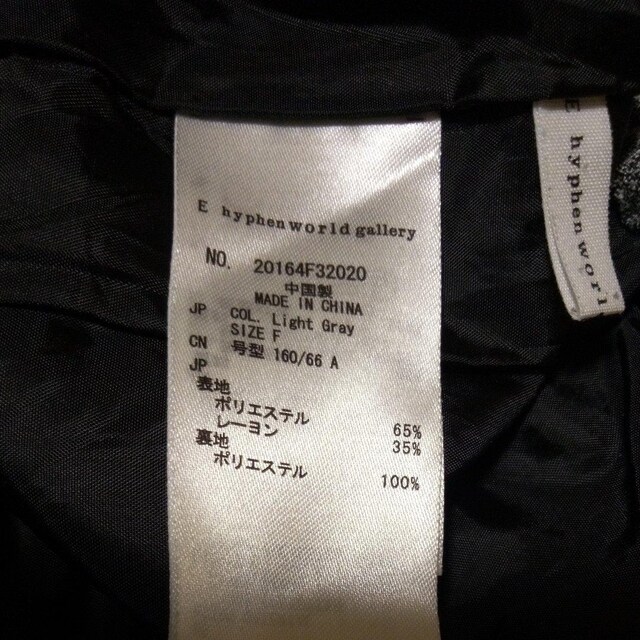 E hyphen world gallery
NO. 20164F32020
中国製
MADE IN CHINA
JP COL. Light Gray
SIZE F
CN 号型 160/66 A
JP
表地
ポリエステル 65%
レーヨン 35%
裏地
ポリエステル 100%
E hyphen worl